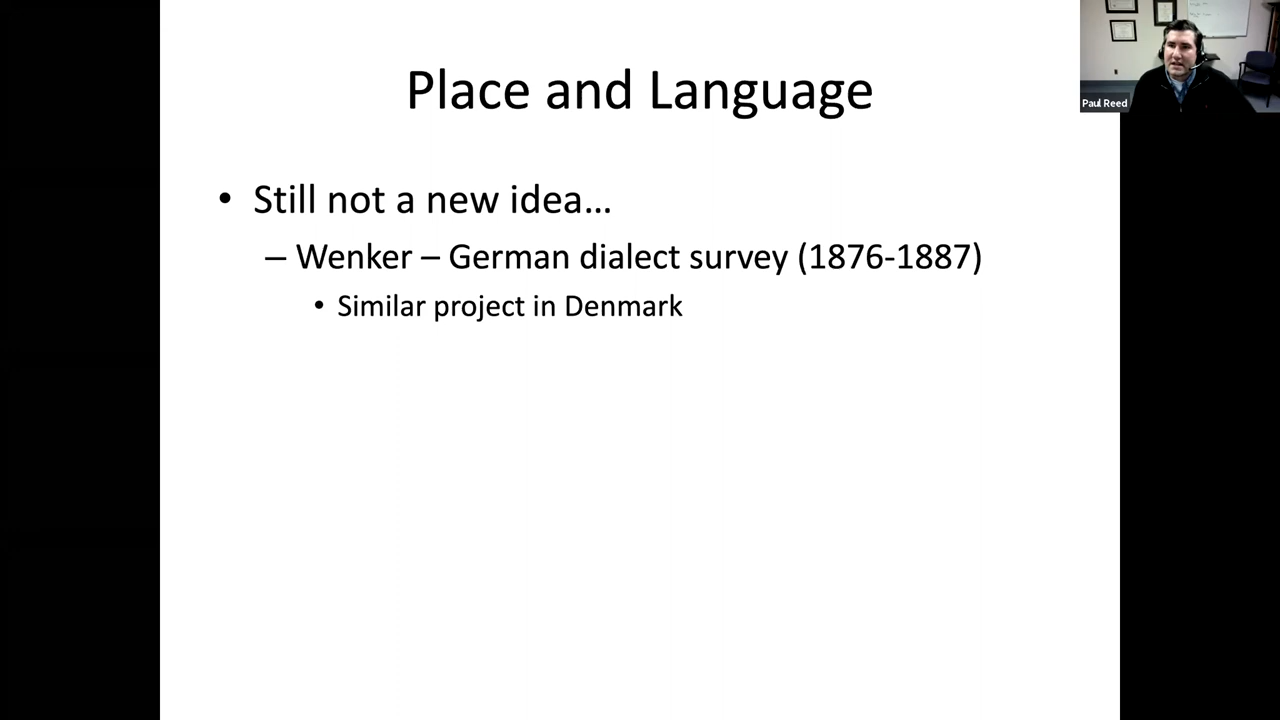 Place and Language
• Still not a new idea…
– Wenker – German dialect survey (1876-1887)
• Similar project in Denmark
Paul Reed